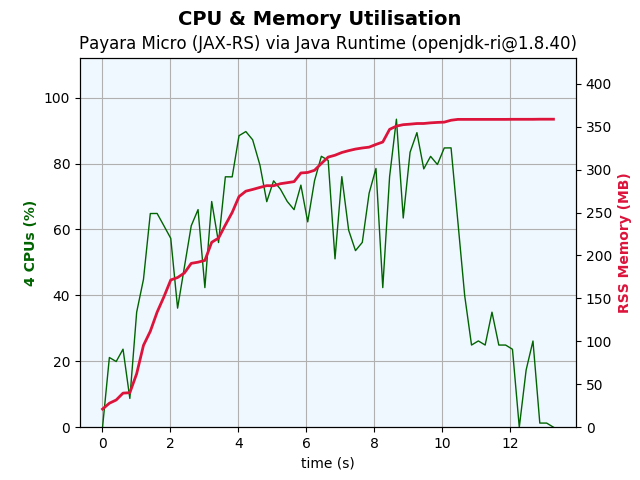 CPU & Memory Utilisation
Payara Micro (JAX-RS) via Java Runtime (openjdk-ri@1.8.40)
4 CPUs (%)
100
80
60
40
20
0
400
350
300
250
200
150
100
50
0
RSS Memory (MB)
0 2 4 6 8 10 12
time (s)